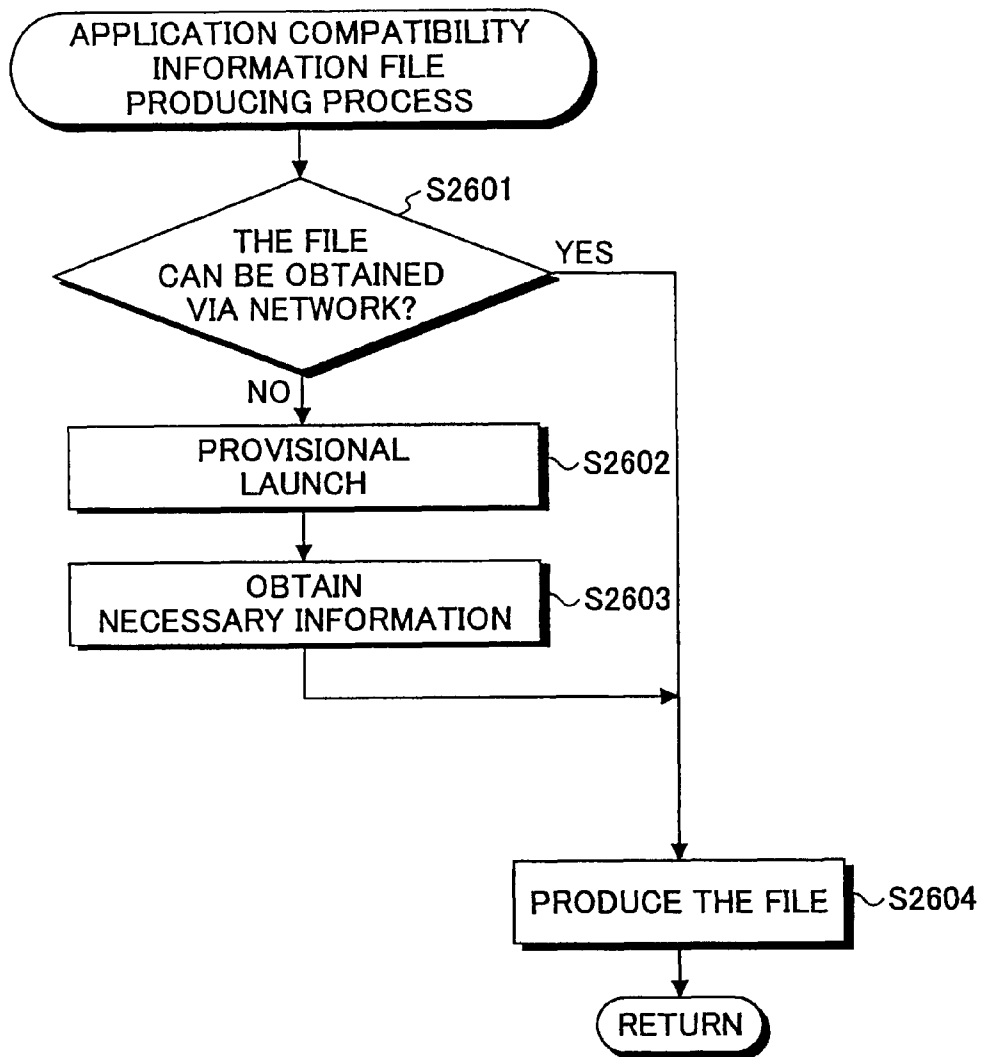 APPLICATION COMPATIBILITY
INFORMATION FILE
PRODUCING PROCESS
S2601
THE FILE
CAN BE OBTAINED
VIA NETWORK?
YES
NO
PROVISIONAL
LAUNCH
S2602
OBTAIN
NECESSARY INFORMATION
S2603
PRODUCE THE FILE
S2604
RETURN